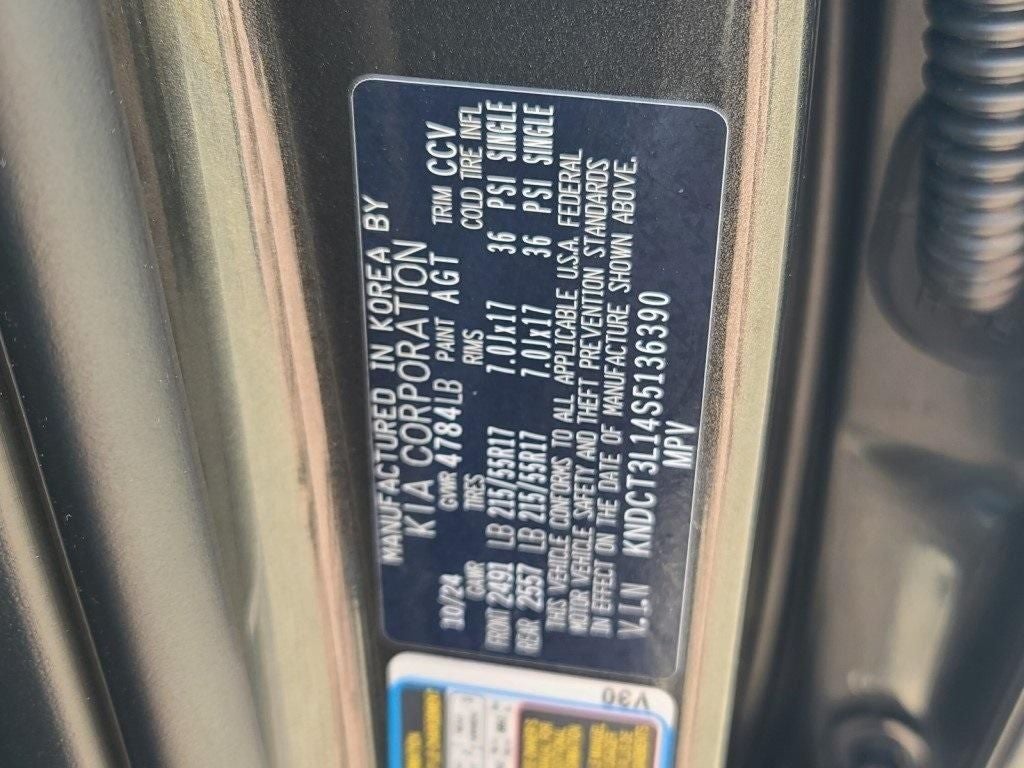 MANUFACTURED IN KOREA BY
KIA CORPORATION
10/24 GVWR 4784LB PAINT AGT TRIM CCV
GAWR TIRES RMS COLD TIRE INFL
FRONT 2491 LB 215/55R17 7.0Jx17 36 PSI SINGLE
REAR 2557 LB 215/55R17 7.0Jx17 36 PSI SINGLE
THIS VEHICLE CONFORMS TO ALL APPLICABLE U.S.A. FEDERAL
MOTOR VEHICLE SAFETY AND THEFT PREVENTION STANDARDS
IN EFFECT ON THE DATE OF MANUFACTURE SHOWN ABOVE.
V.I.N KNDCT3L14S5136390
MPV
V30